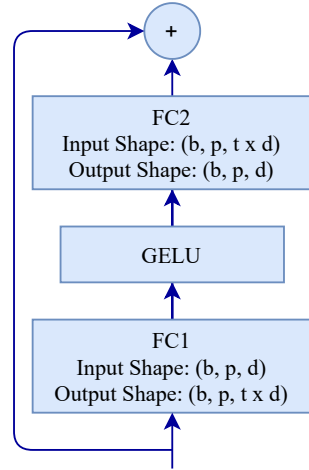 +
FC2
Input Shape: (b, p, t x d)
Output Shape: (b, p, d)
GELU
FC1
Input Shape: (b, p, d)
Output Shape: (b, p, t x d)